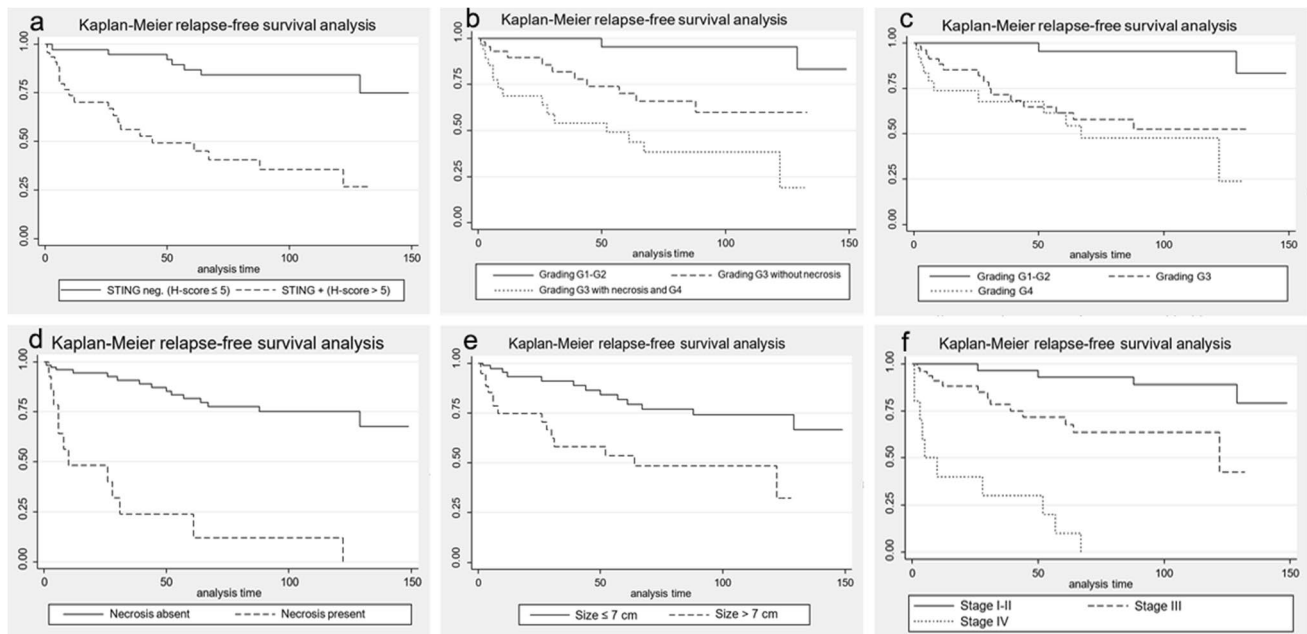 a
Kaplan-Meier relapse-free survival analysis
1.00
0.75
0.50
0.25
0.00
0 50 100 150
analysis time
STING neg. (H-score ≤ 5) STING + (H-score > 5)
b
Kaplan-Meier relapse-free survival analysis
1.00
0.75
0.50
0.25
0.00
0 50 100 150
analysis time
Grading G1-G2 Grading G3 without necrosis
Grading G3 with necrosis and G4
c
Kaplan-Meier relapse-free survival analysis
1.00
0.75
0.50
0.25
0.00
0 50 100 150
analysis time
Grading G1-G2 Grading G3
Grading G4
d
Kaplan-Meier relapse-free survival analysis
1.00
0.75
0.50
0.25
0.00
0 50 100 150
analysis time
Necrosis absent Necrosis present
e
Kaplan-Meier relapse-free survival analysis
1.00
0.75
0.50
0.25
0.00
0 50 100 150
analysis time
Size ≤ 7 cm Size > 7 cm
f
Kaplan-Meier relapse-free survival analysis
1.00
0.75
0.50
0.25
0.00
0 50 100 150
analysis time
Stage I-II Stage III
Stage IV